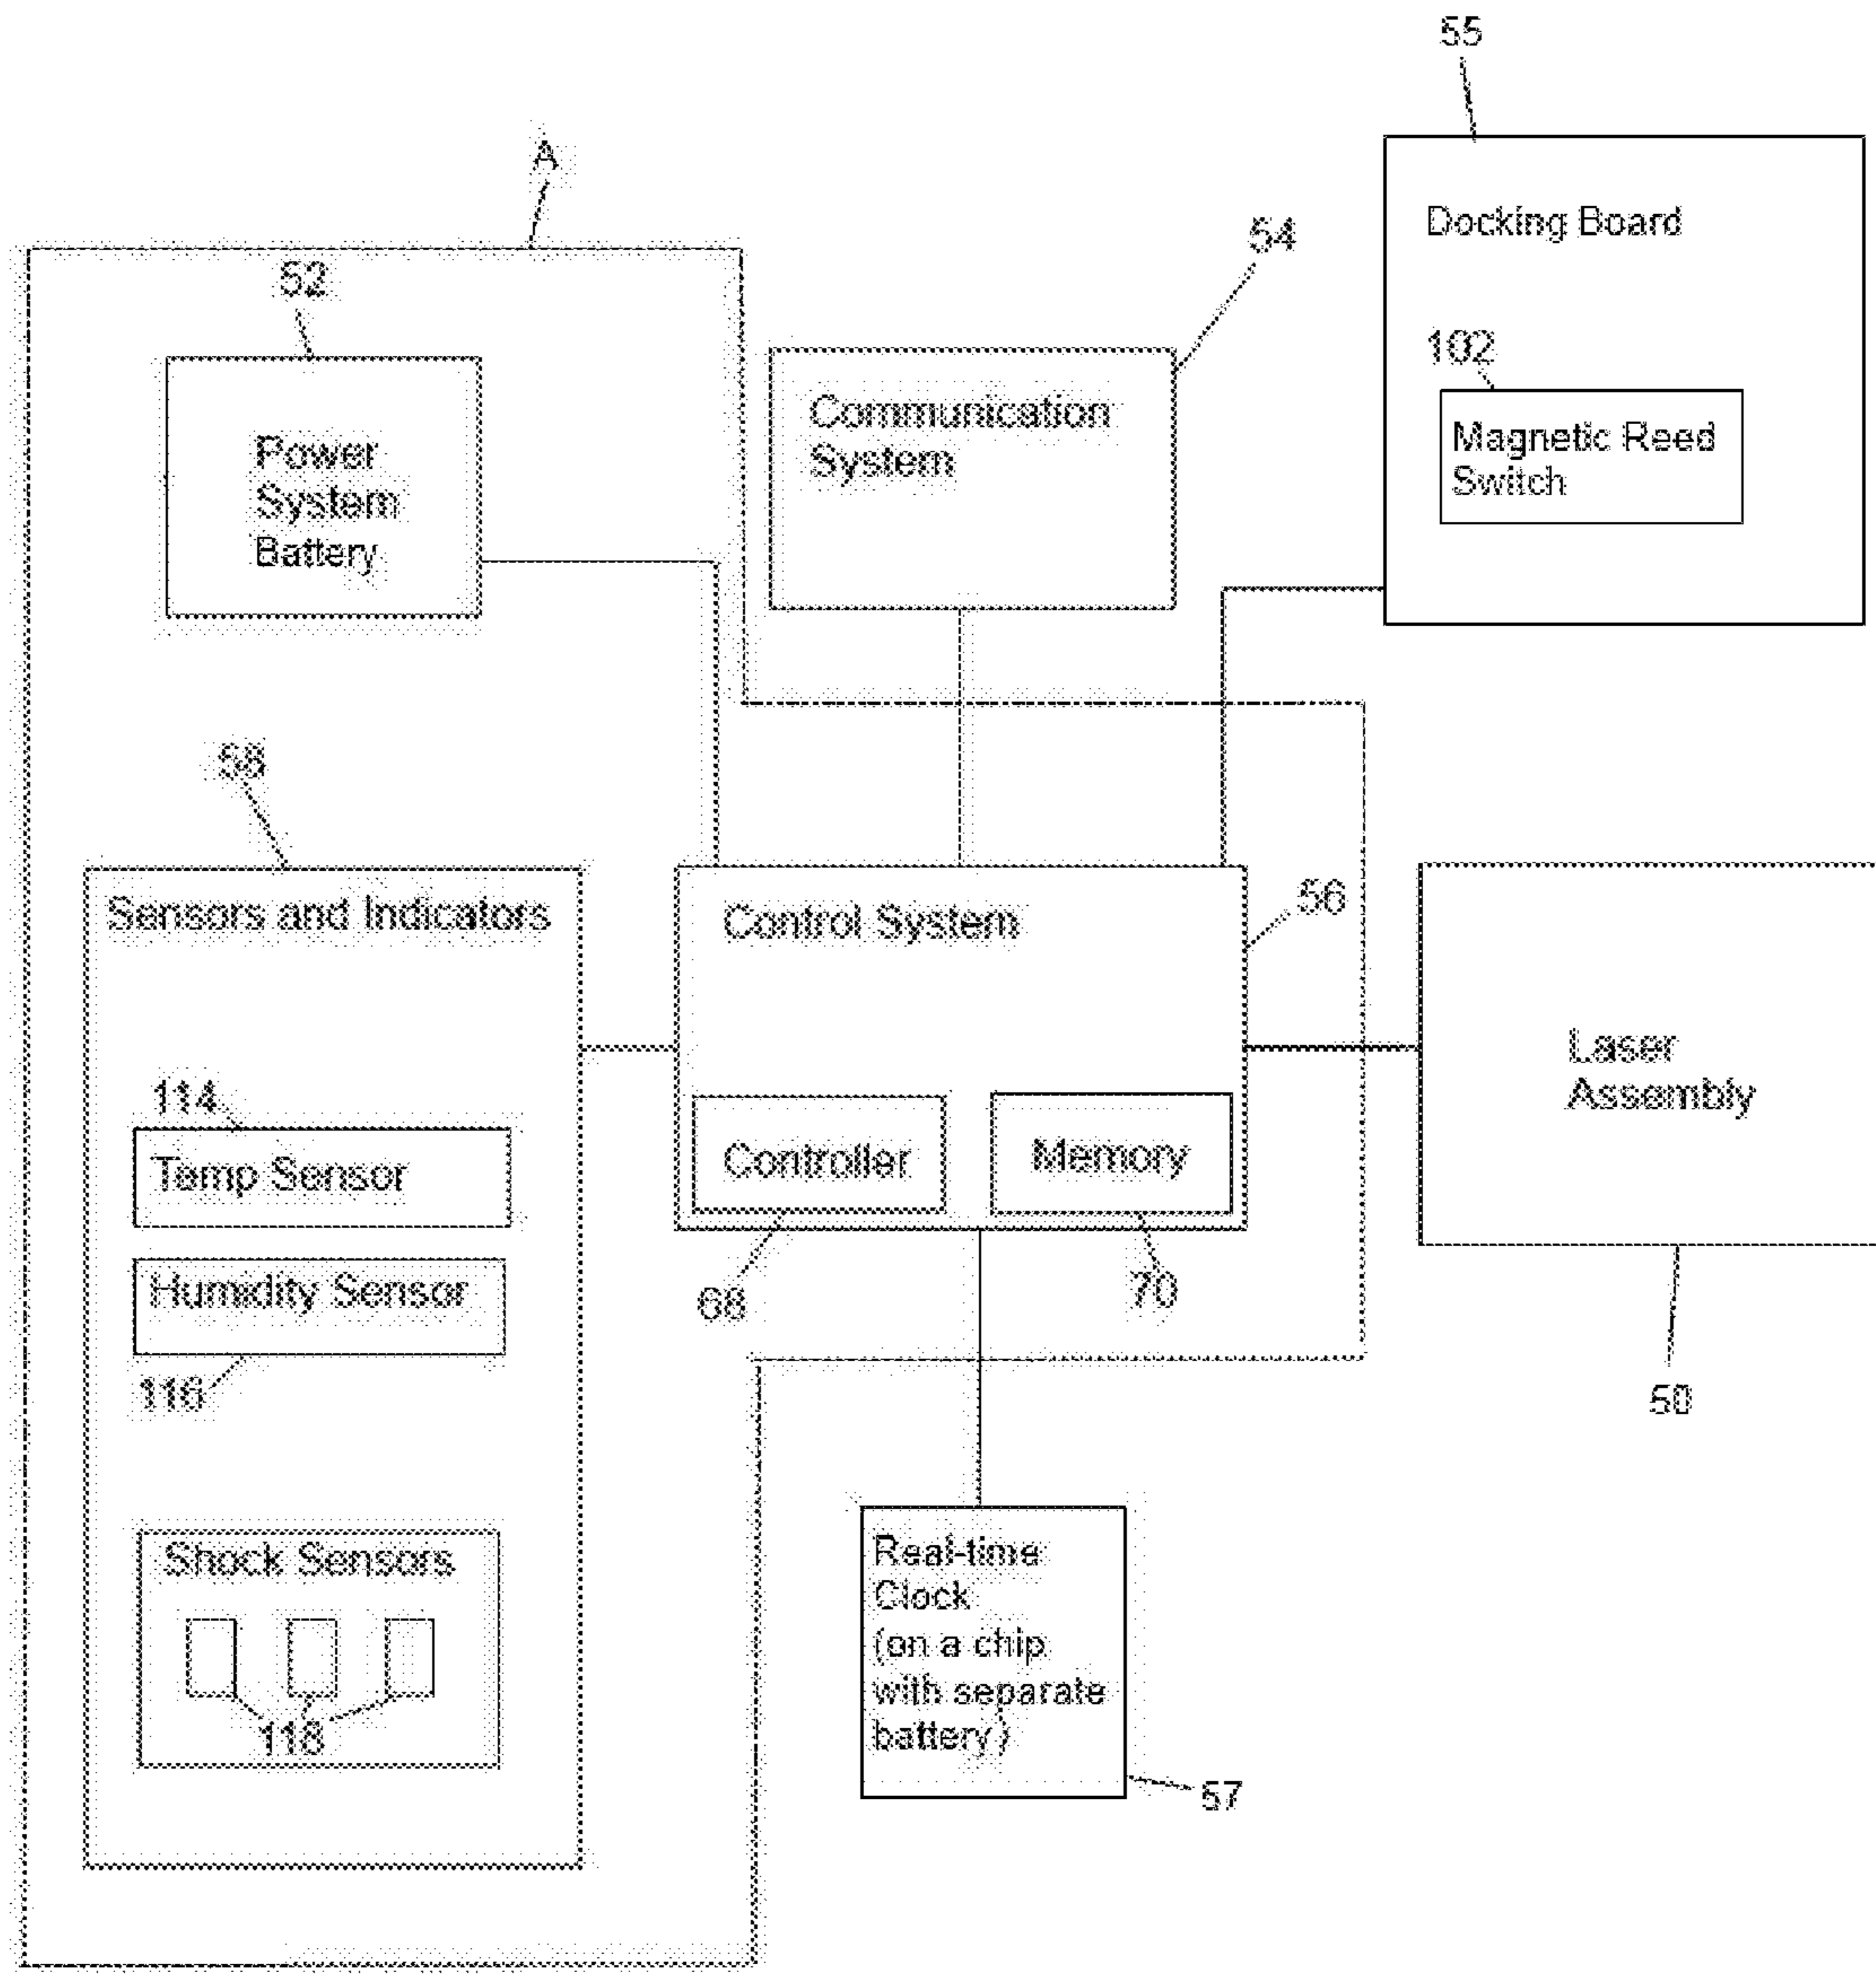 55
A
54
Docking Board
52
102
Communication
System
Magnetic Reed
Switch
Power
System
Battery
58
56
Sensors and Indicators
Control System
Laser
Assembly
114
Temp Sensor
Controller
Memory
Humidity Sensor
68
70
116
50
Real-time
Clock
(on a chip
with separate
battery)
Shock Sensors
118
57